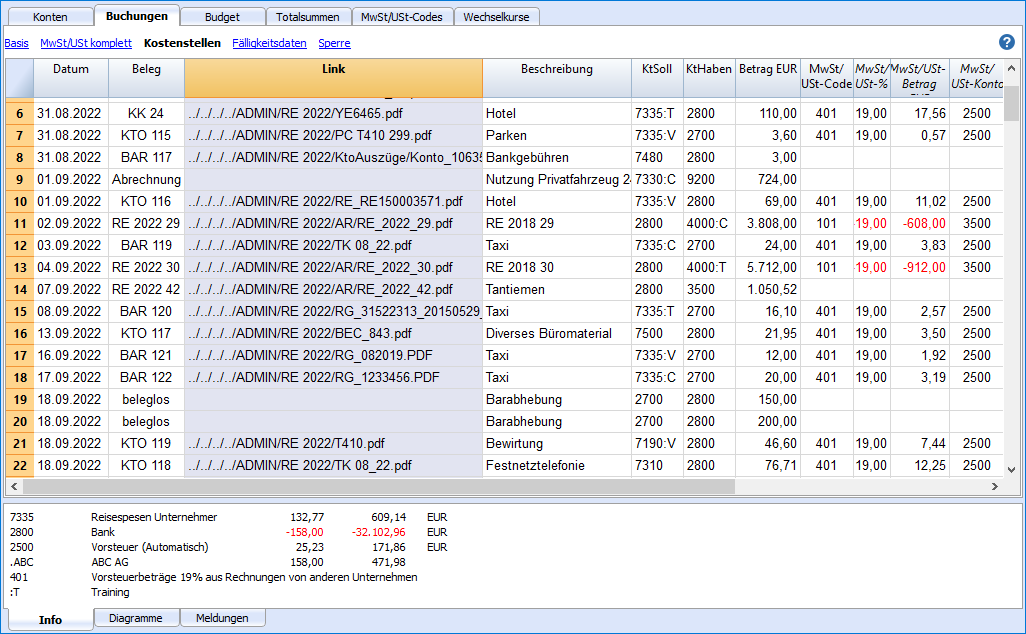 Konten Buchungen Budget Totalsummen MwSt/USt-Codes Wechselkurse
Basis MwSt/USt komplett Kostenstellen Fälligkeitsdaten Sperre ?
Datum Beleg Link Beschreibung KtSoll KtHaben Betrag EUR MwSt/ USt-Code MwSt/ USt-% MwSt/USt- Betrag MwSt/ USt-Konto
6 31.08.2022 KK 24 ../../../../ADMIN/RE 2022/YE6465.pdf Hotel 7335:T 2800 110,00 401 19,00 17,56 2500
7 31.08.2022 KTO 115 ../../../../ADMIN/RE 2022/PC T410 299.pdf Parken 7335:V 2700 3,60 401 19,00 0,57 2500
8 31.08.2022 BAR 117 ../../../../ADMIN/RE 2022/KtoAuszüge/Konto_10635 Bankgebühren 7480 2800 3,00
9 01.09.2022 Abrechnung Nutzung Privatfahrzeug 2- 7330:C 9200 724,00
10 01.09.2022 KTO 116 ../../../../ADMIN/RE 2022/RE_RE150003571.pdf Hotel 7335:V 2800 69,00 401 19,00 11,02 2500
11 02.09.2022 RE 2022 29 ../../../../ADMIN/RE 2022/AR/RE_2022_29.pdf RE 2018 29 2800 4000:C 3.808,00 101 -19,00 -608,00 3500
12 03.09.2022 BAR 119 ../../../../ADMIN/RE 2022/TK 08_22.pdf Taxi 7335:C 2700 24,00 401 19,00 3,83 2500
13 04.09.2022 RE 2022 30 ../../../../ADMIN/RE 2022/AR/RE_2022_30.pdf RE 2018 30 2800 4000:T 5.712,00 101 -19,00 -912,00 3500
14 07.09.2022 RE 2022 42 ../../../../ADMIN/RE 2022/AR/RE_2022_42.pdf Tantiemen 2800 3500 1.050,52
15 08.09.2022 BAR 120 ../../../../ADMIN/RE 2022/RG_31522313_20150529_ Taxi 7335:T 2700 16,10 401 19,00 2,57 2500
16 13.09.2022 KTO 117 ../../../../ADMIN/RE 2022/BEC_843.pdf Diverses Büromaterial 7500 2800 21,95 401 19,00 3,50 2500
17 16.09.2022 BAR 121 ../../../../ADMIN/RE 2022/RG_082019.PDF Taxi 7335:V 2700 12,00 401 19,00 1,92 2500
18 17.09.2022 BAR 122 ../../../../ADMIN/RE 2022/RG_1233456.PDF Taxi 7335:C 2700 20,00 401 19,00 3,19 2500
19 18.09.2022 beleglos Barabhebung 2700 2800 150,00
20 18.09.2022 beleglos Barabhebung 2700 2800 200,00
21 18.09.2022 KTO 119 ../../../../ADMIN/RE 2022/T410.pdf Bewirtung 7190:V 2800 46,60 401 19,00 7,44 2500
22 18.09.2022 KTO 118 ../../../../ADMIN/RE 2022/TK 08_22.pdf Festnetztelefonie 7310 2800 76,71 401 19,00 12,25 2500
7335 Reisespesen Unternehmer 132,77 609,14 EUR
2800 Bank -158,00 -32.102,96 EUR
2500 Vorsteuer (Automatisch) 25,23 171,86 EUR
.ABC ABC AG 158,00 471,98
401 Vorsteuerbeträge 19% aus Rechnungen von anderen Unternehmen
:T Training
Info Diagramme Meldungen